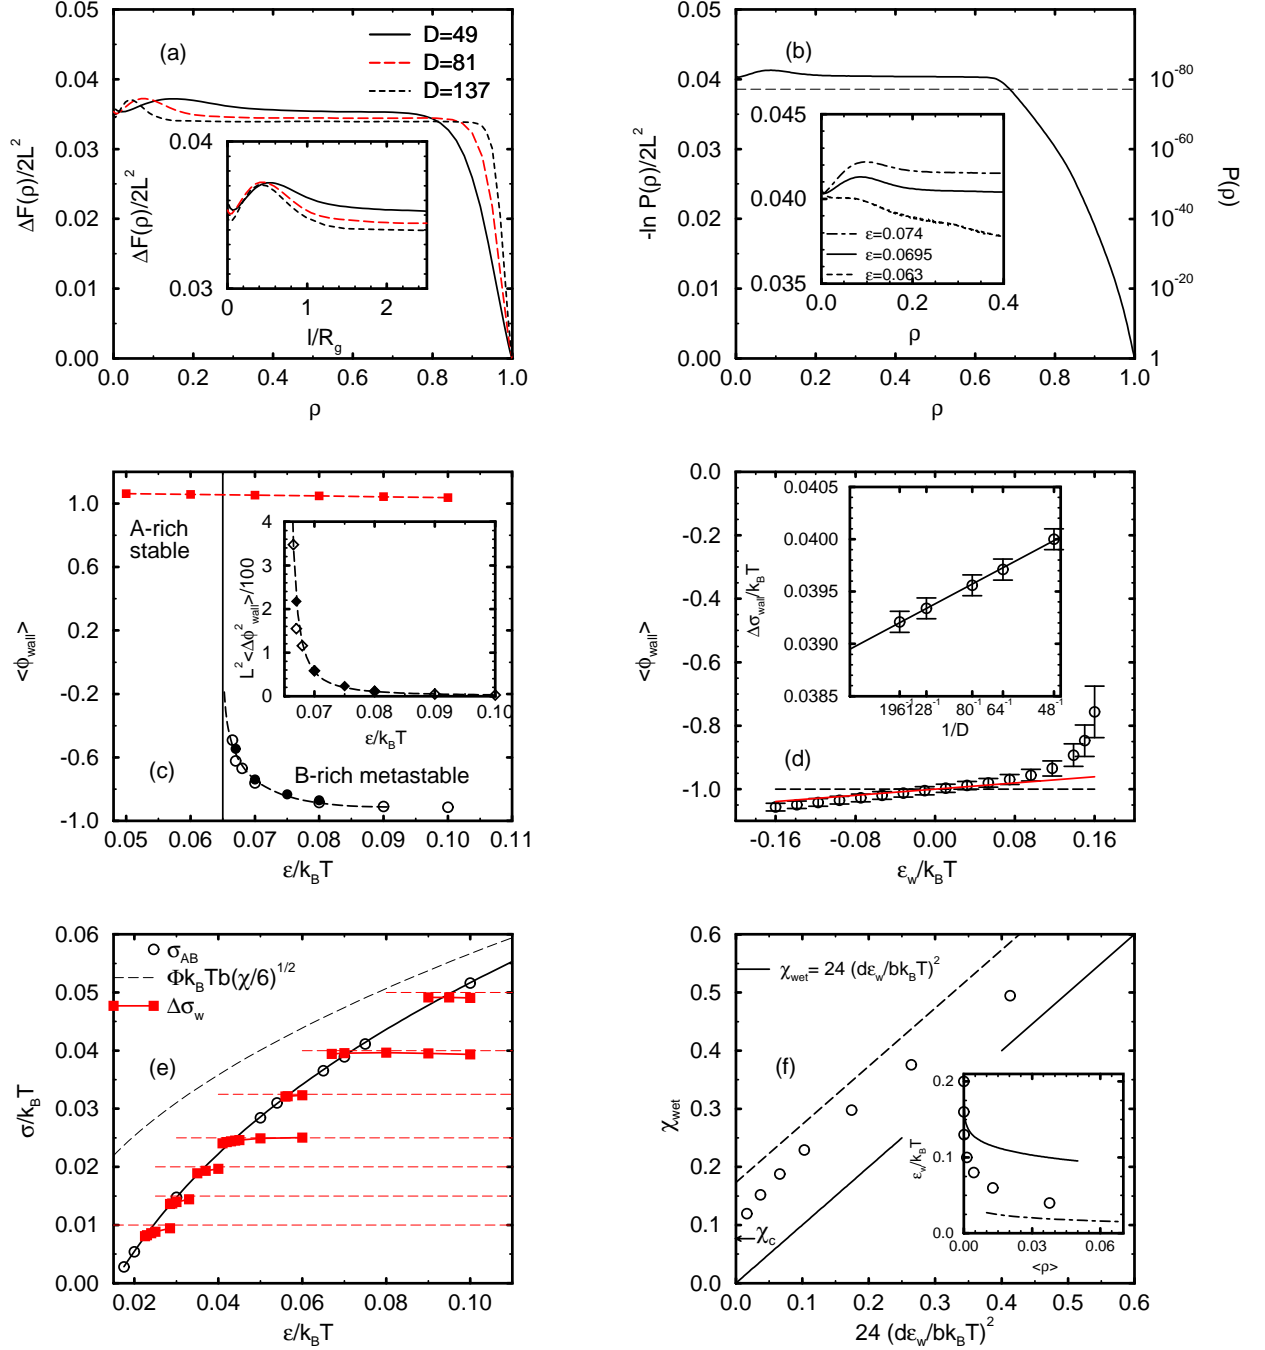 0.05
0.04
0.03
0.02
0.01
0.00
ΔF(ρ)/2L²
(a)
D=49
D=81
D=137
0.04
0.03
ΔF(ρ)/2L²
0 1 2
l/R_g
0.0 0.2 0.4 0.6 0.8 1.0
ρ
0.05
0.04
0.03
0.02
0.01
0.00
-ln P(ρ)/2L²
(b)
10⁻⁸⁰
10⁻⁶⁰
10⁻⁴⁰
10⁻²⁰
1
P(ρ)
0.045
0.040
0.035
ε=0.074
ε=0.0695
ε=0.063
0.0 0.2 0.4
ρ
0.0 0.2 0.4 0.6 0.8 1.0
ρ
1.0
0.6
0.2
-0.2
-0.6
-1.0
<ϕ_wall>
A-rich
stable
(c)
B-rich metastable
4
3
2
1
0
L²<Δϕ²_wall>/100
0.07 0.08 0.09 0.10
ε/k_BT
0.05 0.06 0.07 0.08 0.09 0.10 0.11
ε/k_BT
0.0
-0.2
-0.4
-0.6
-0.8
-1.0
<ϕ_wall>
(d)
0.0405
0.0400
0.0395
0.0390
0.0385
Δσ_wall/k_BT
196⁻¹ 128⁻¹ 80⁻¹ 64⁻¹ 48⁻¹
1/D
-0.16 -0.08 0.00 0.08 0.16
ε_w/k_BT
0.06
0.05
0.04
0.03
0.02
0.01
0.00
σ/k_BT
σ_AB
Φk_BTb(χ/6)^1/2
Δσ_w
(e)
0.02 0.04 0.06 0.08 0.10
ε/k_BT
0.6
0.5
0.4
0.3
0.2
0.1
0.0
χ_wet
χ_wet = 24 (dε_w/bk_BT)²
(f)
χ_c
0.2
0.1
0.0
ε_w/k_BT
0.00 0.03 0.06
<ρ>
0.0 0.1 0.2 0.3 0.4 0.5 0.6
24 (dε_w/bk_BT)²